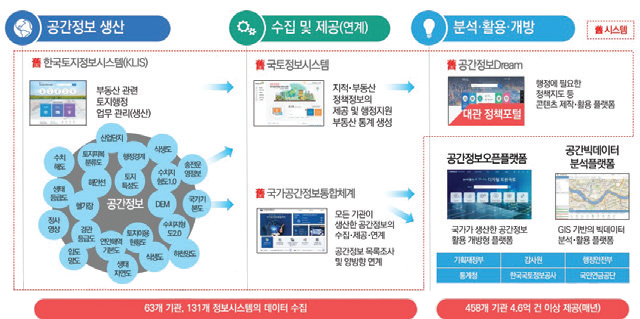 공간정보 생산
수집 및 제공(연계)
분석·활용·개방
舊 시스템
舊 한국토지정보시스템(KLIS)
부동산 관련
토지행정
업무 관리(생산)
산업단지
식생도
토지피복
분류도
행정경계
수치
해도
해안선
토지
특성도
수치지
형도1.0
생태
등급도
헬기장
공간정보
DEM
국가기
본도
정사
영상
경관
등급도
연안해역
기본도
토지이용
현황도
수치지형
도2.0
임도
망도
생태
자연도
식생도
하천망도
舊 국토정보시스템
지적·부동산
정책정보의
제공 및 행정지원
부동산 통계 생성
舊 국가공간정보통합체계
모든 기관이
생산한 공간정보의
수집·제공·연계
공간정보 목록조사
및 양방향 연계
舊 공간정보Dream
대관 정책포털
행정에 필요한
정책지도 등
콘텐츠 제작·활용 플랫폼
공간정보오픈플랫폼
국가가 생산한 공간정보
활용 개방형 플랫폼
공간빅데이터
분석플랫폼
GIS 기반의 빅데이터
분석·활용 플랫폼
기획재정부
감사원
행정안전부
통계청
한국국토정보공사
국민연금공단
63개 기관, 131개 정보시스템의 데이터 수집
458개 기관 4.6억 건 이상 제공(매년)